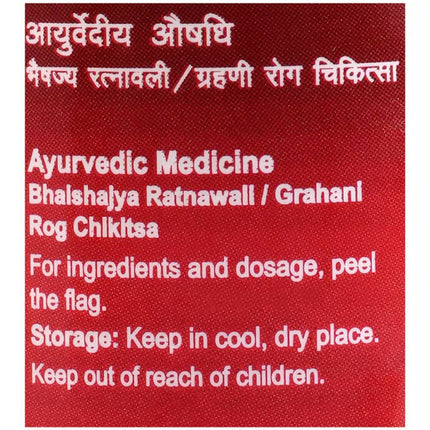 आयुर्वेदीय औषधि
भैषज्य रत्नावली / ग्रहणी रोग चिकित्सा
Ayurvedic Medicine
Bhaishajya Ratnawali / Grahani
Rog Chikitsa
For ingredients and dosage, peel
the flag.
Storage: Keep in cool, dry place.
Keep out of reach of children.